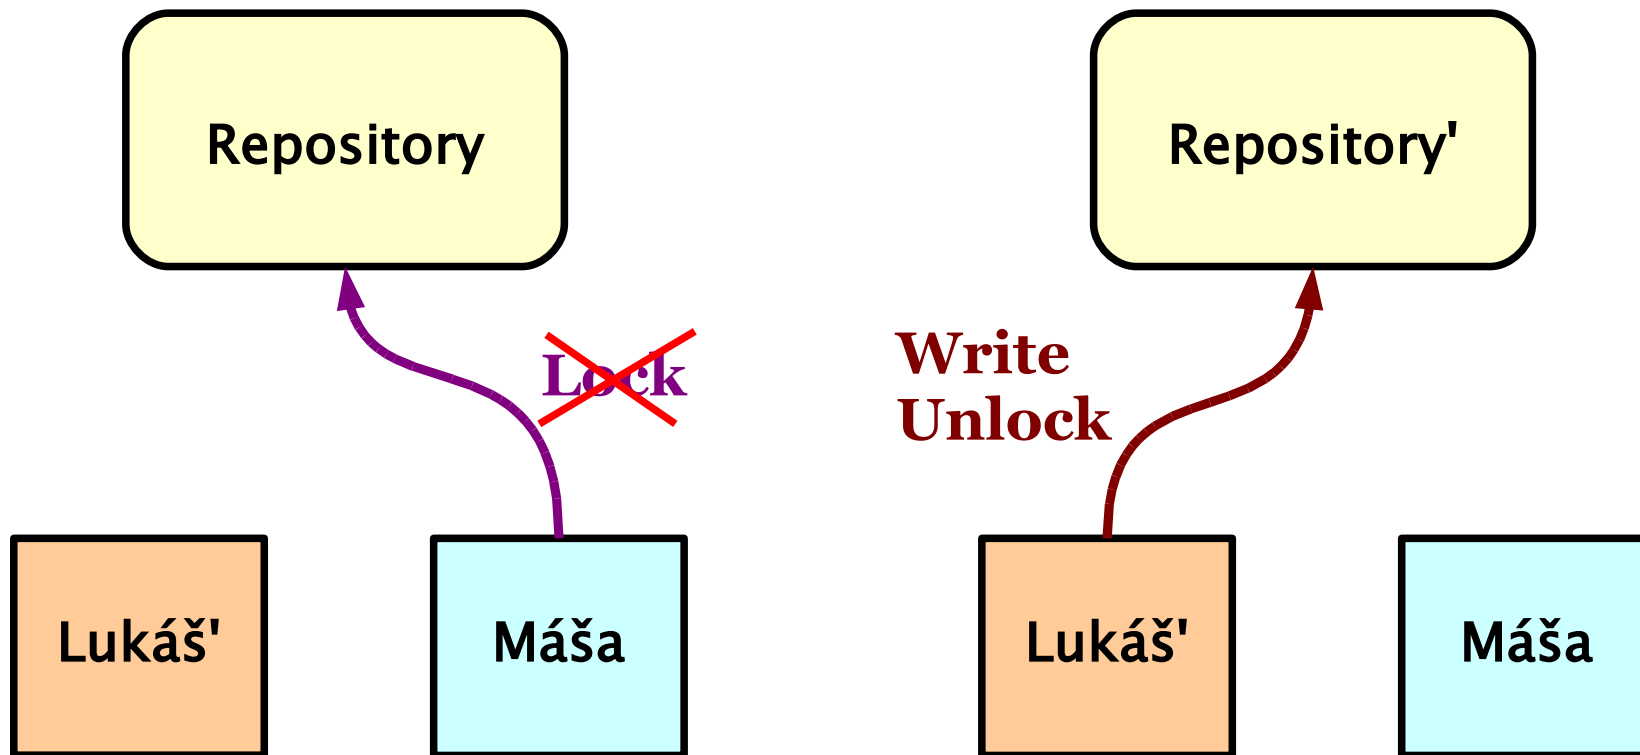 Repository
Repository'
Lock
Write
Unlock
Lukáš'
Máša
Lukáš'
Máša